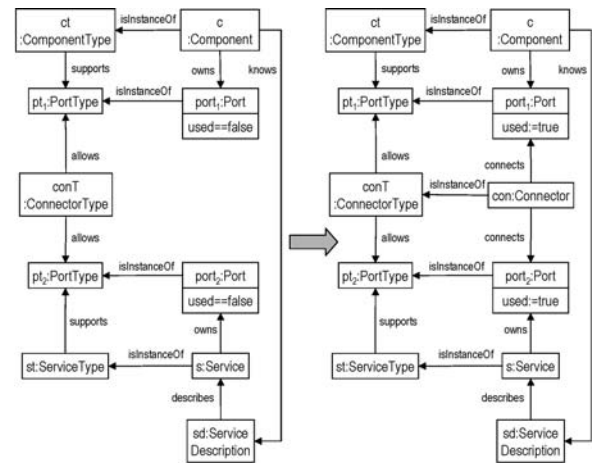 ct
:ComponentType
isInstanceOf
c
:Component
supports
owns
knows
pt1:PortType
isInstanceOf
port1:Port
used==false
allows
conT
:ConnectorType
allows
pt2:PortType
isInstanceOf
port2:Port
used==false
supports
owns
st:ServiceType
isInstanceOf
s:Service
describes
sd:Service
Description
ct
:ComponentType
isInstanceOf
c
:Component
supports
owns
knows
pt1:PortType
isInstanceOf
port1:Port
used:=true
allows
connects
conT
:ConnectorType
isInstanceOf
con:Connector
allows
connects
pt2:PortType
isInstanceOf
port2:Port
used:=true
supports
owns
st:ServiceType
isInstanceOf
s:Service
describes
sd:Service
Description